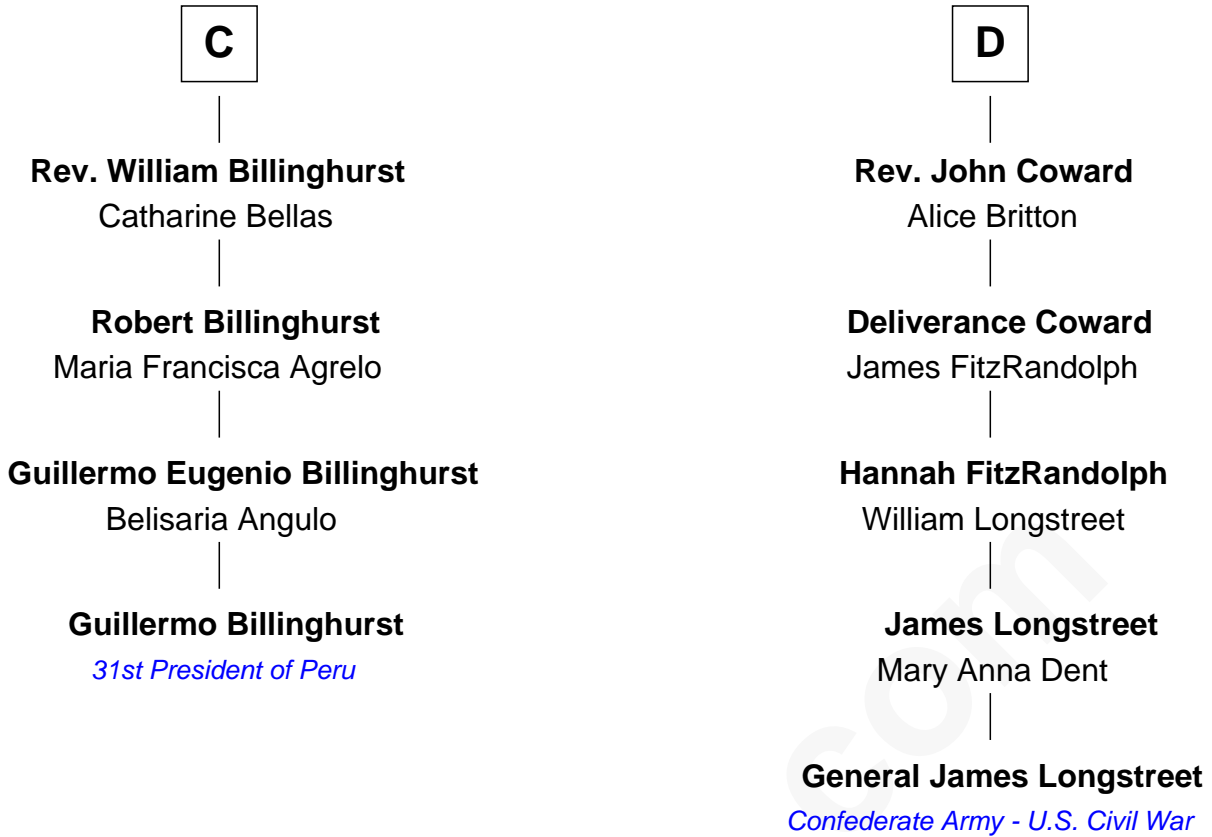 C
Rev. William Billinghurst
Catharine Bellas
Robert Billinghurst
Maria Francisca Agrelo
Guillermo Eugenio Billinghurst
Belisaria Angulo
Guillermo Billinghurst
31st President of Peru
D
Rev. John Coward
Alice Britton
Deliverance Coward
James FitzRandolph
Hannah FitzRandolph
William Longstreet
James Longstreet
Mary Anna Dent
General James Longstreet
Confederate Army - U.S. Civil War
com